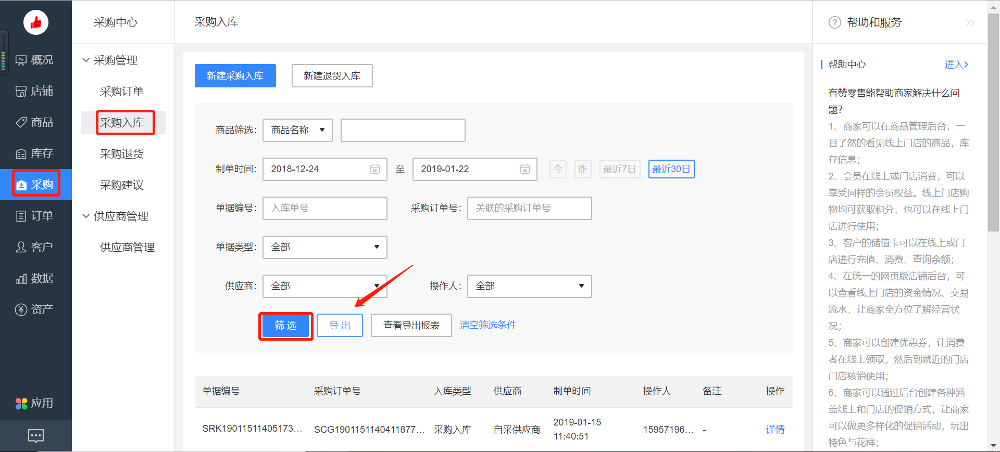 采购中心
采购入库
帮助和服务
概况
店铺
商品
库存
采购
订单
客户
数据
资产
应用
采购管理
采购订单
采购入库
采购退货
采购建议
供应商管理
供应商管理
新建采购入库
新建退货入库
商品筛选：
商品名称
制单时间：
2018-12-24
至
2019-01-22
今
昨
最近7日
最近30日
单据编号：
入库单号
采购订单号：
关联的采购订单号
单据类型：
全部
供应商：
全部
操作人：
全部
筛 选
导 出
查看导出报表
清空筛选条件
单据编号
采购订单号
入库类型
供应商
制单时间
操作人
备注
操作
SRK19011511405173...
SCG1901151140411877...
采购入库
自采供应商
2019-01-15
11:40:51
15957196...
-
详情
帮助中心
进入
有赞零售能帮助商家解决什么问
题?
1、商家可以在商品管理后台，一
目了然的看见线上门店的商品，库
存信息；
2、会员在线上或门店消费，可以
享受同样的会员权益。线上门店购
物均可获取积分，也可以在线上门
店进行使用；
3、客户的储值卡可以在线上或门
店进行充值、消费、查询余额；
4、在统一的网页版店铺后台，可
以查看线上门店的资金情况、交易
流水，让商家全方位了解经营状
况；
5、商家可以创建优惠券，让消费
者在线上领取，然后到就近的门店
门店核销使用；
6、商家可以通过后台创建各种涵
盖线上和门店的促销方式，让商家
可以做更多样化的促销活动，玩出
特色与花样；